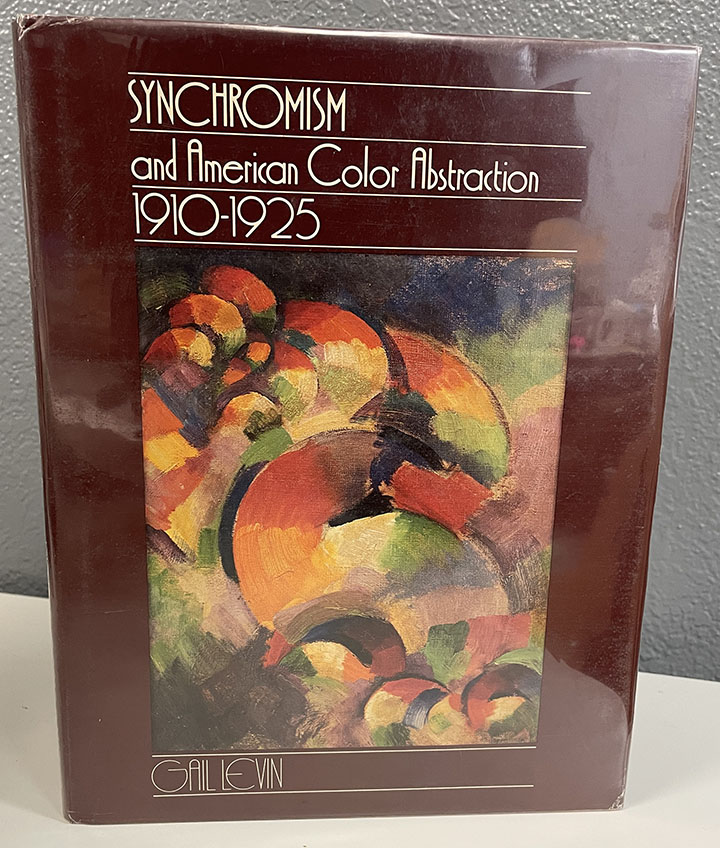 SYNCHROMISM
and American Color Abstraction
1910-1925
GAIL LEVIN